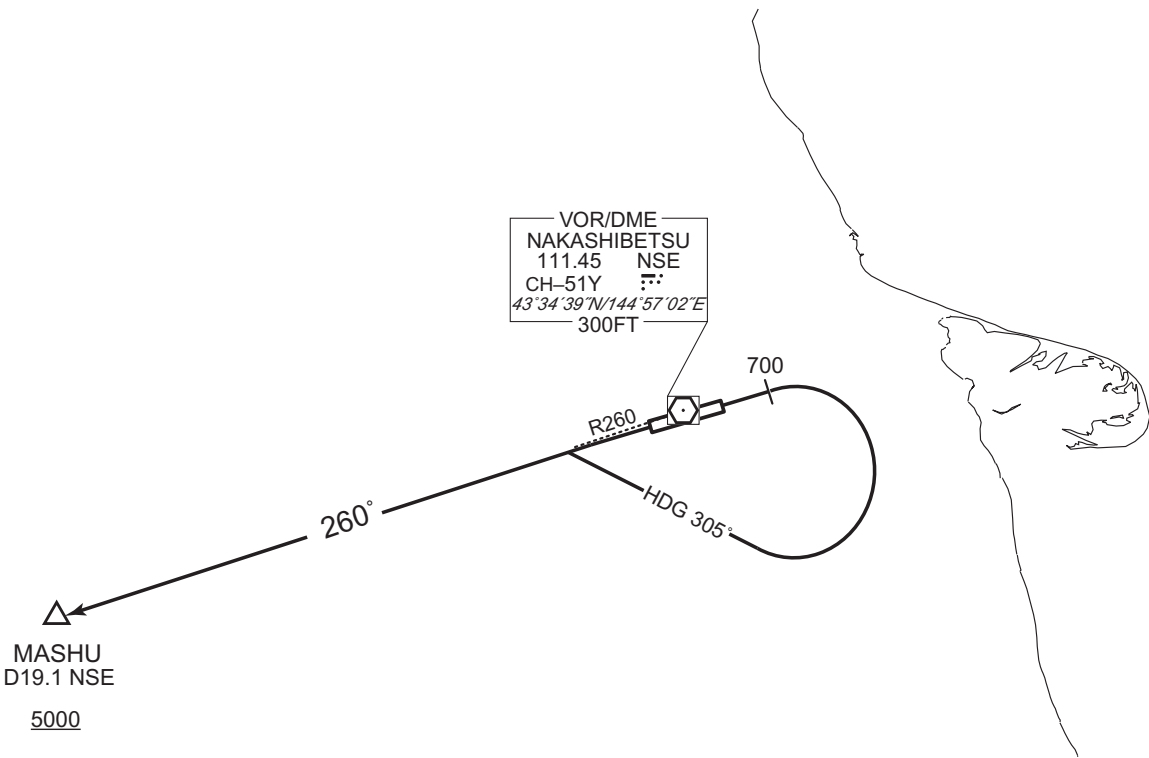 VOR/DME
NAKASHIBETSU
111.45 NSE
CH–51Y
43°34′39″N/144°57′02″E
300FT
700
R260
HDG 305°
260°
MASHU
D19.1 NSE
5000